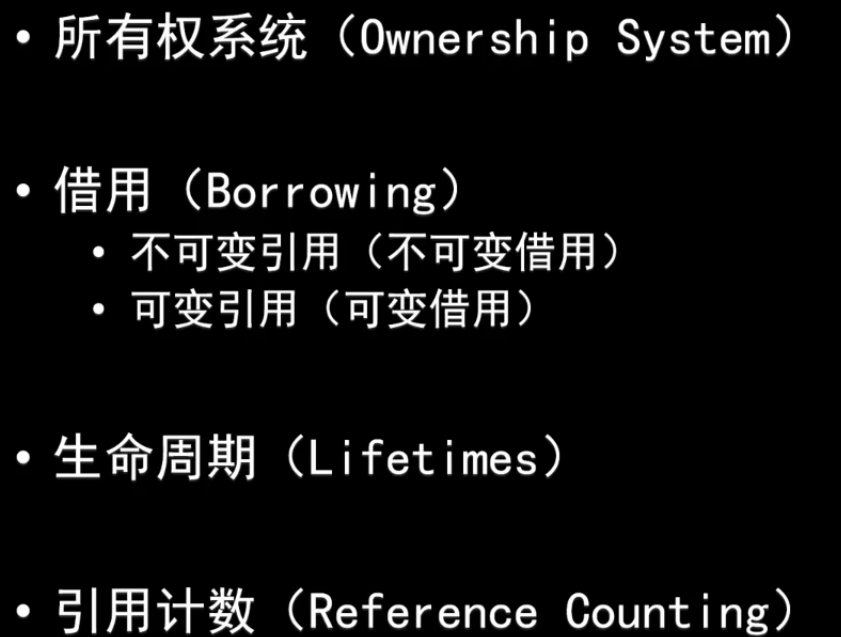 • 所有权系统（Ownership System）
• 借用（Borrowing）
• 不可变引用（不可变借用）
• 可变引用（可变借用）
• 生命周期（Lifetimes）
• 引用计数（Reference Counting）